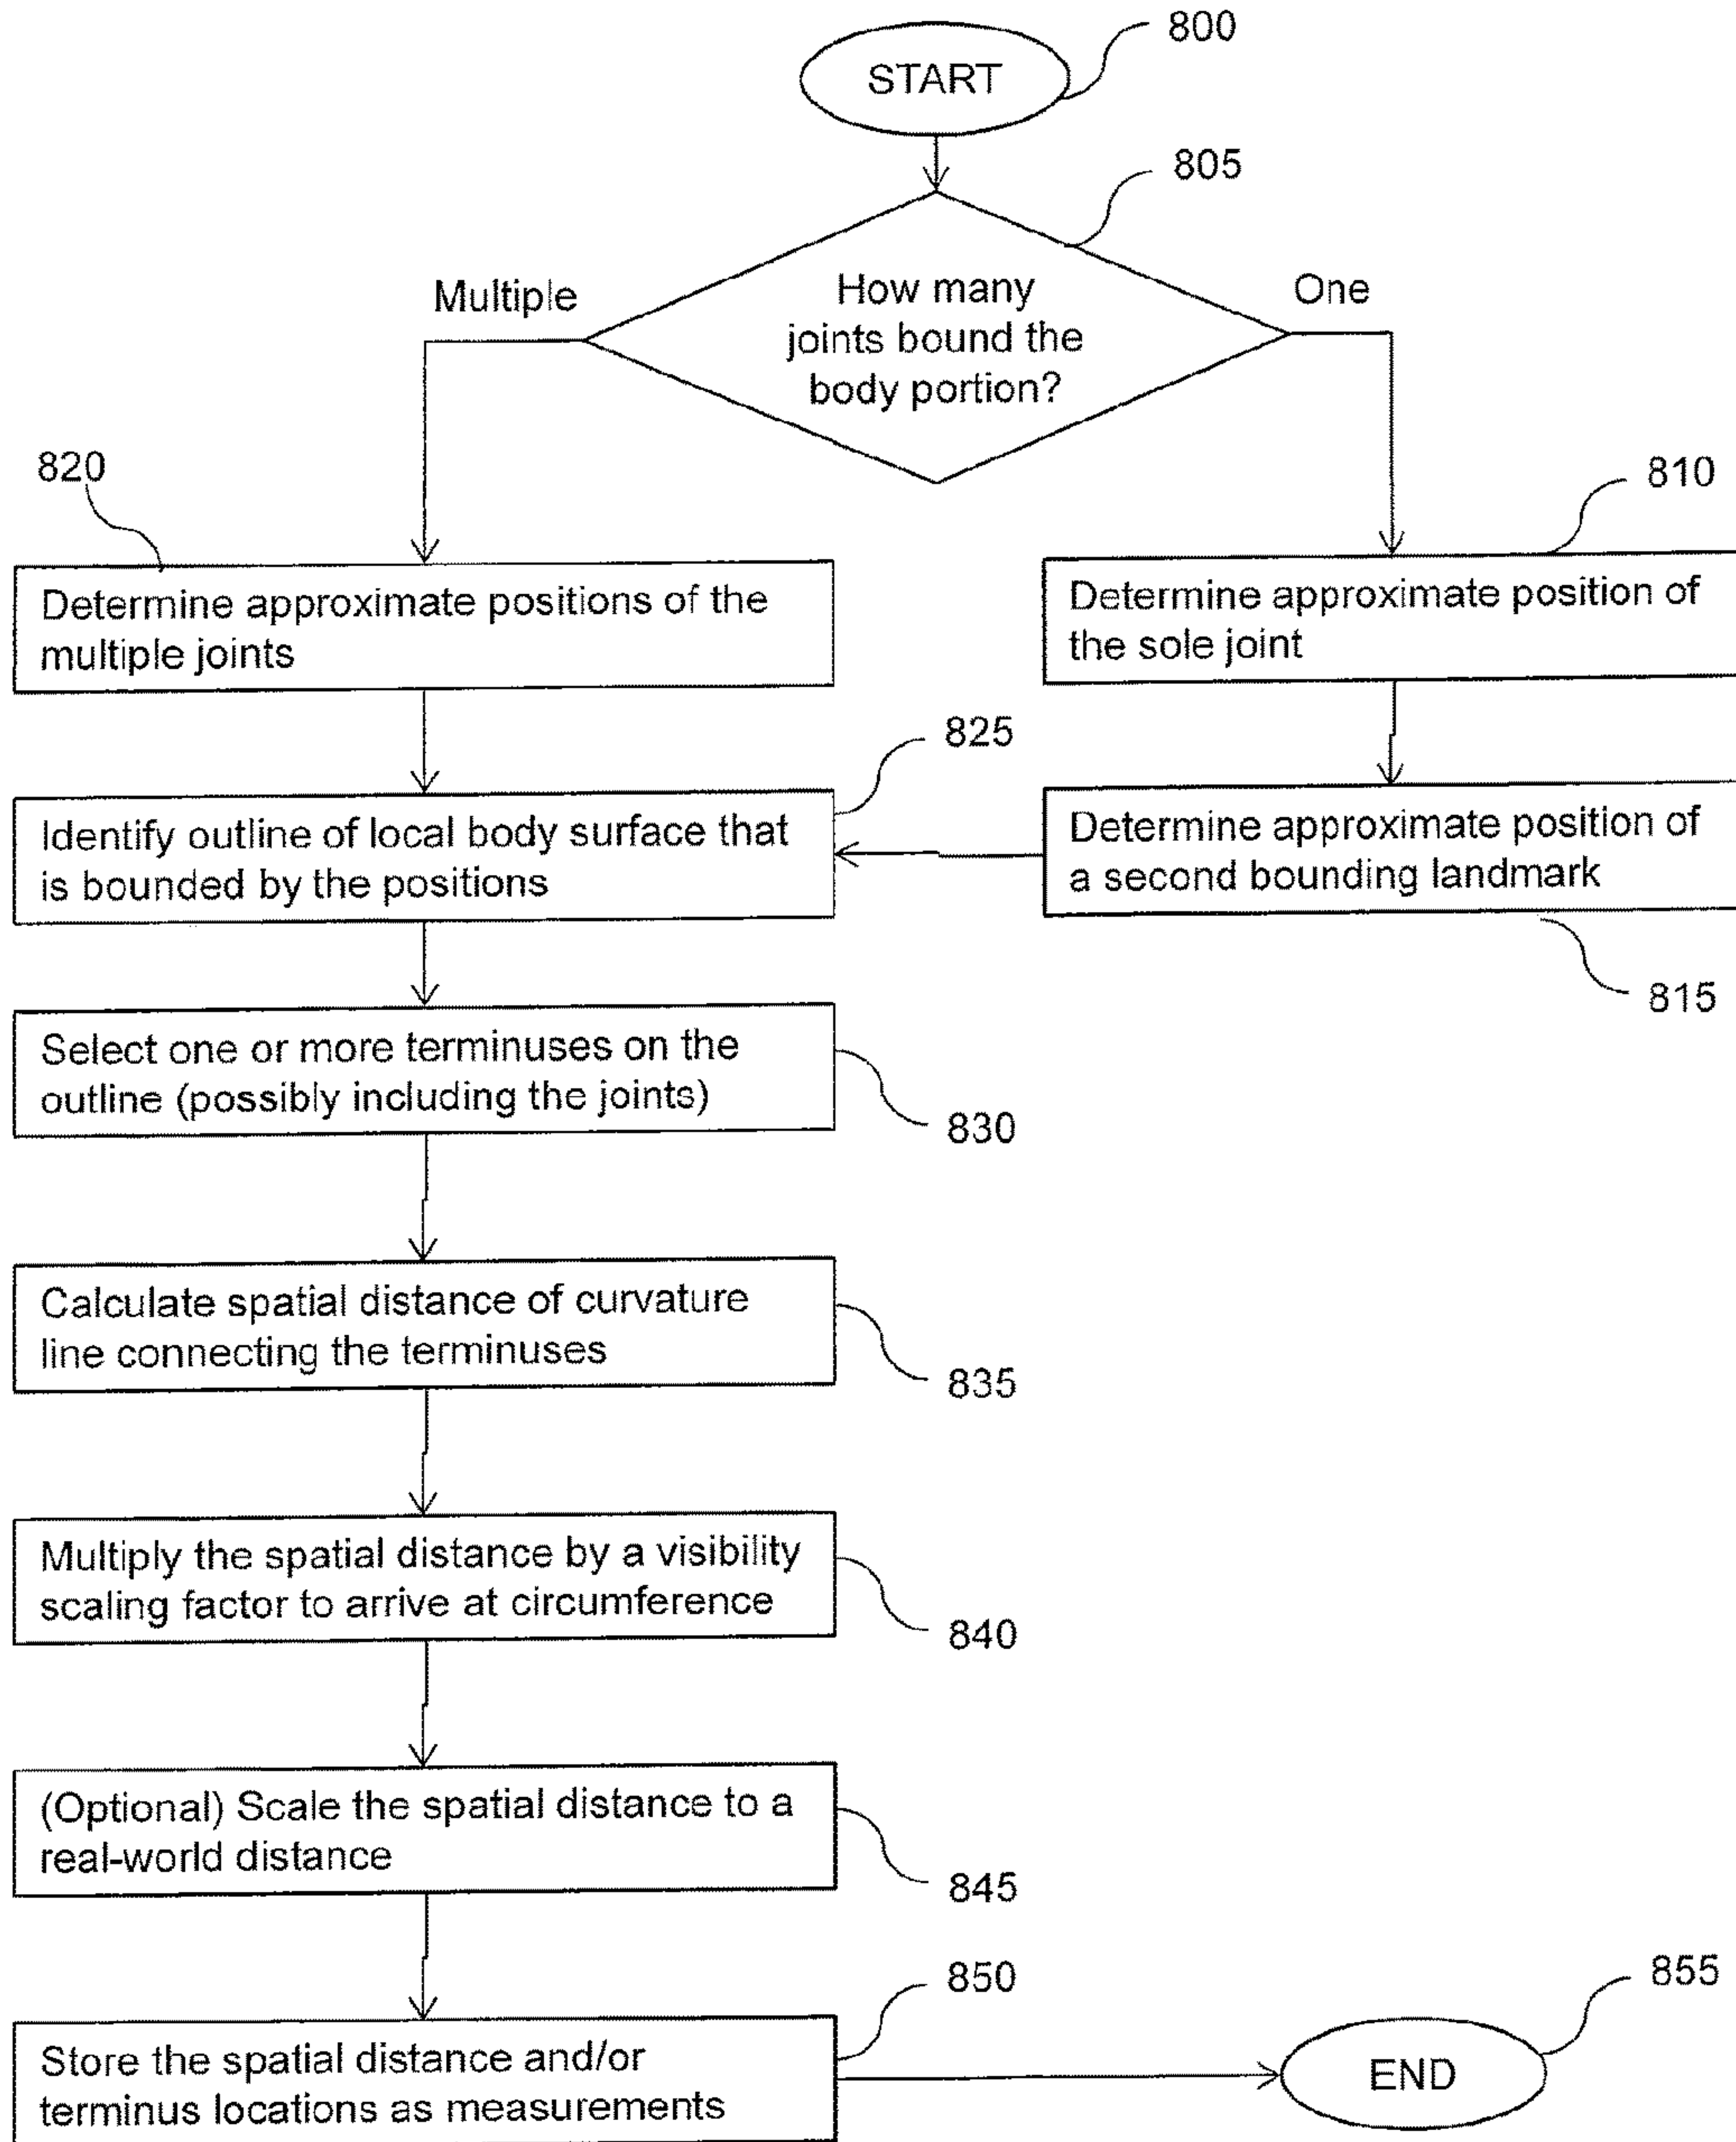 800
START
805
How many
joints bound the
body portion?
Multiple
One
820
810
Determine approximate positions of the
multiple joints
Determine approximate position of
the sole joint
825
Identify outline of local body surface that
is bounded by the positions
Determine approximate position of
a second bounding landmark
815
Select one or more terminuses on the
outline (possibly including the joints)
830
Calculate spatial distance of curvature
line connecting the terminuses
835
Multiply the spatial distance by a visibility
scaling factor to arrive at circumference
840
(Optional) Scale the spatial distance to a
real-world distance
845
850
855
Store the spatial distance and/or
terminus locations as measurements
END